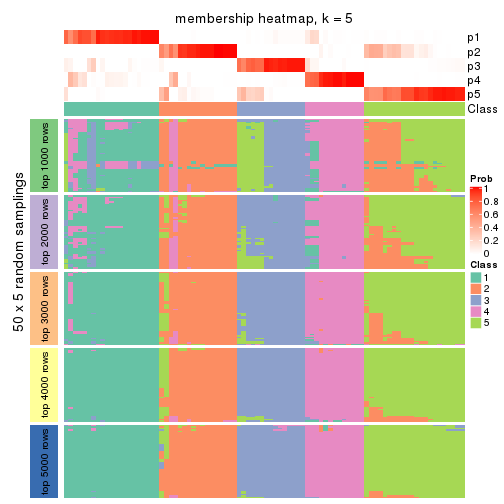 membership heatmap, k = 5
p1
p2
p3
p4
p5
Class
50 x 5 random samplings
top 1000 rows
top 2000 rows
top 3000 rows
top 4000 rows
top 5000 rows
Prob
1
0.8
0.6
0.4
0.2
0
Class
1
2
3
4
5